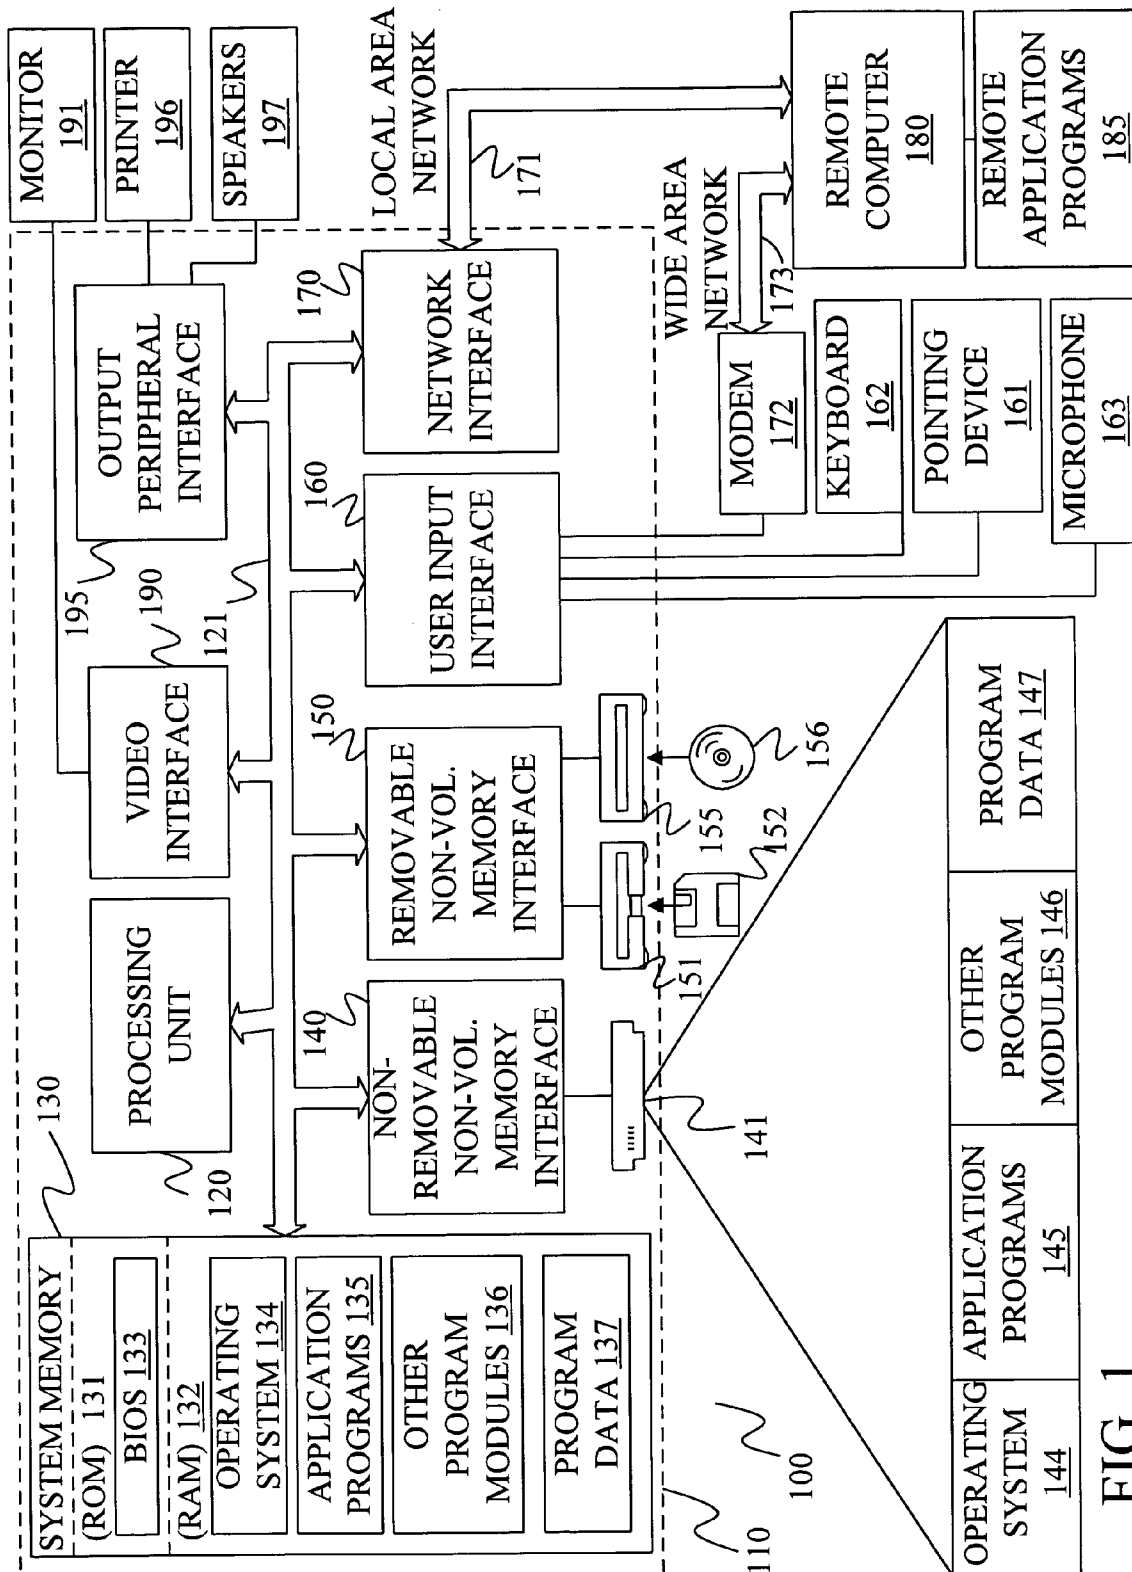 SYSTEM MEMORY
(ROM) 131
BIOS 133
(RAM) 132
OPERATING
SYSTEM 134
APPLICATION
PROGRAMS 135
OTHER
PROGRAM
MODULES 136
PROGRAM
DATA 137
130
PROCESSING
UNIT
120
VIDEO
INTERFACE
190
121
OUTPUT
PERIPHERAL
INTERFACE
195
MONITOR
191
PRINTER
196
SPEAKERS
197
NON-
REMOVABLE
NON-VOL.
MEMORY
INTERFACE
140
REMOVABLE
NON-VOL.
MEMORY
INTERFACE
150
USER INPUT
INTERFACE
160
NETWORK
INTERFACE
170
LOCAL AREA
NETWORK
171
141
151
152
155
156
WIDE AREA
NETWORK
173
MODEM
172
KEYBOARD
162
POINTING
DEVICE
161
MICROPHONE
163
REMOTE
COMPUTER
180
REMOTE
APPLICATION
PROGRAMS
185
110
100
OPERATING
SYSTEM
144
APPLICATION
PROGRAMS
145
OTHER
PROGRAM
MODULES 146
PROGRAM
DATA 147
FIG. 1